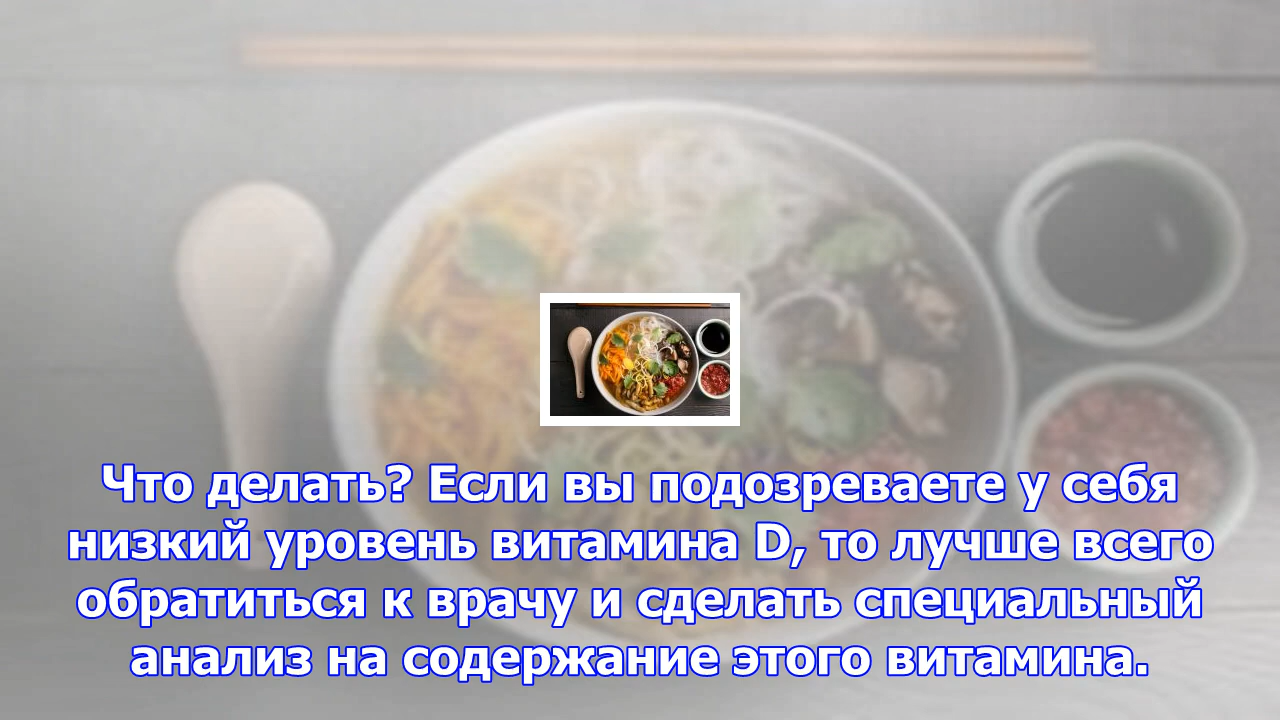 Что делать? Если вы подозреваете у себя
низкий уровень витамина D, то лучше всего
обратиться к врачу и сделать специальный
анализ на содержание этого витамина.